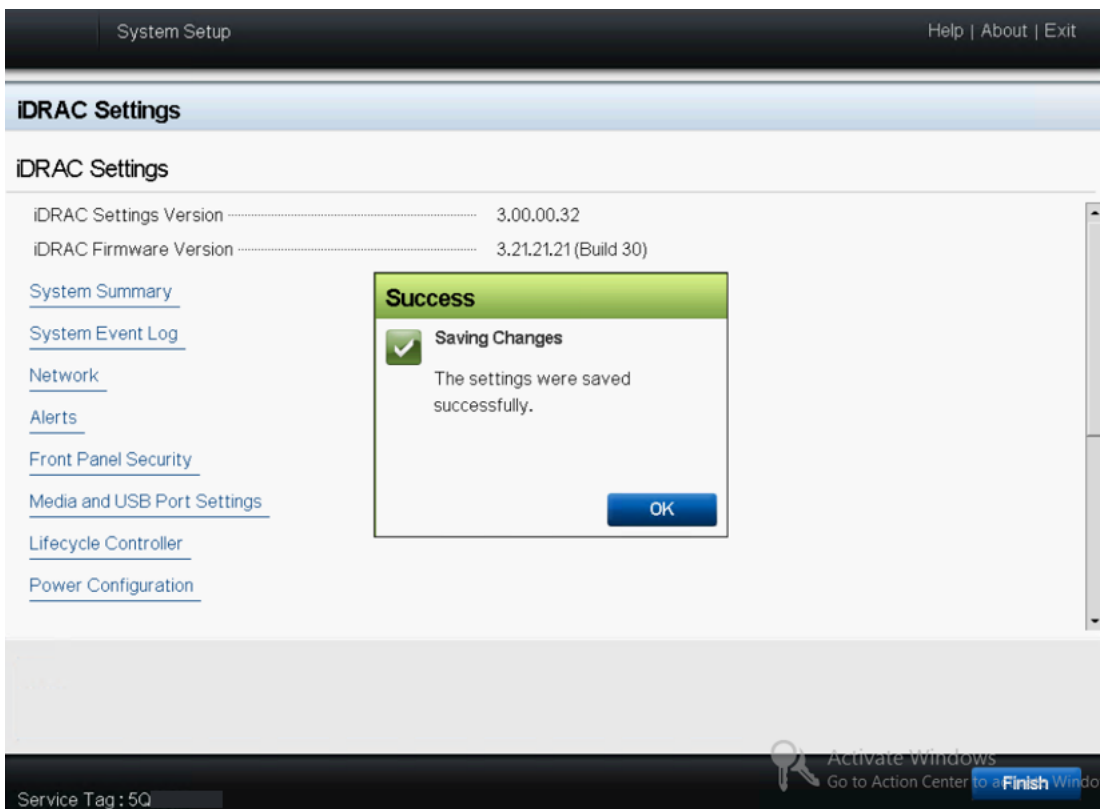 System Setup
Help | About | Exit
iDRAC Settings
iDRAC Settings
iDRAC Settings Version 3.00.00.32
iDRAC Firmware Version 3.21.21.21 (Build 30)
System Summary
System Event Log
Network
Alerts
Front Panel Security
Media and USB Port Settings
Lifecycle Controller
Power Configuration
Success
Saving Changes
The settings were saved
successfully.
OK
Activate Windows
Go to Action Center to a
Finish
Service Tag : 5Q